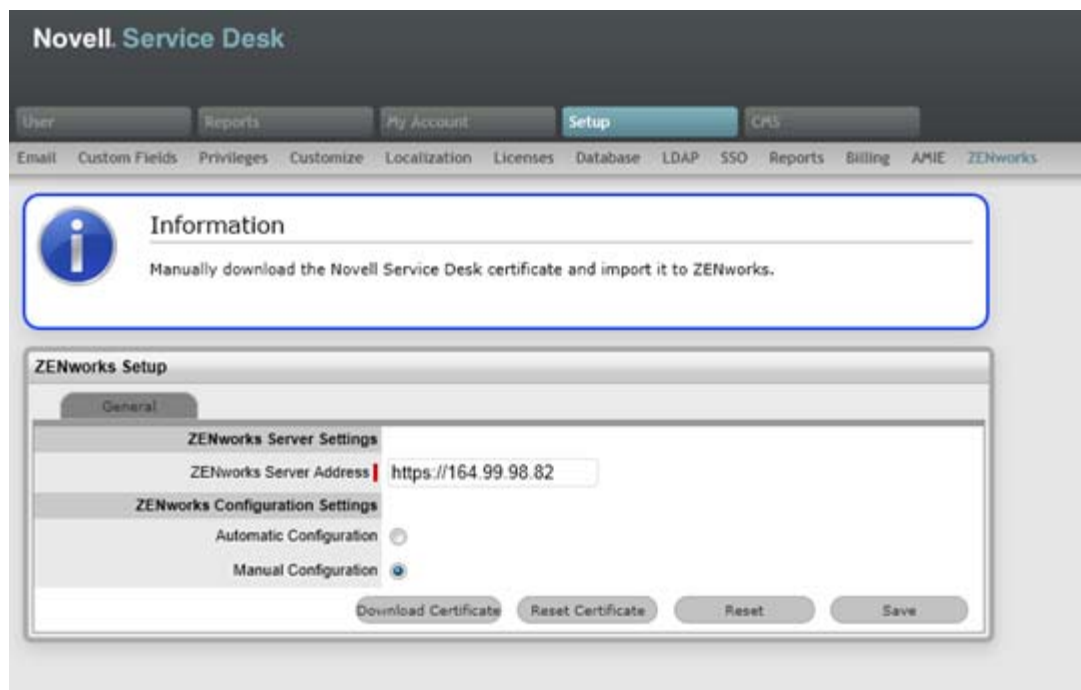 Novell. Service Desk
User Reports My Account Setup CMS
Email Custom Fields Privileges Customize Localization Licenses Database LDAP SSO Reports Billing AMIE ZENworks
Information
Manually download the Novell Service Desk certificate and import it to ZENworks.
ZENworks Setup
General
ZENworks Server Settings
ZENworks Server Address https://164.99.98.82
ZENworks Configuration Settings
Automatic Configuration
Manual Configuration
Download Certificate Reset Certificate Reset Save